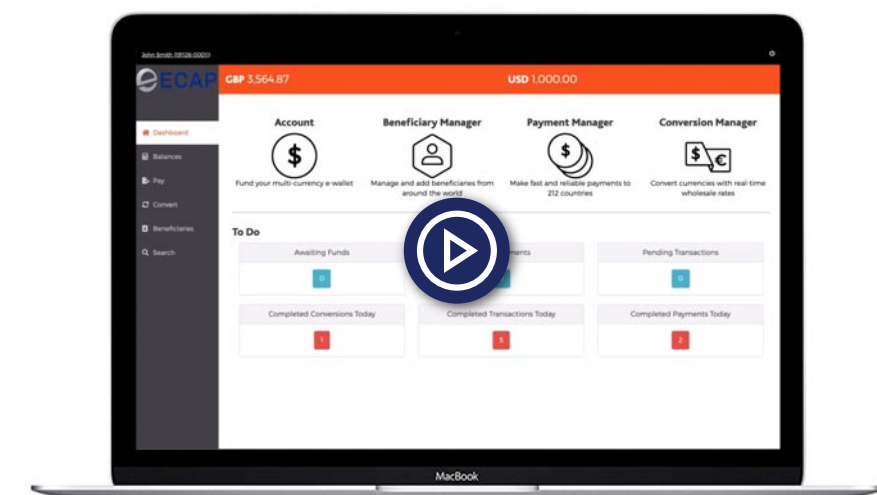 John Smith (19126-0001)
ECAP
GBP 3,564.87 USD 1,000.00
Dashboard
Balances
Pay
Convert
Beneficiaries
Search
Account
Fund your multi-currency e-wallet
Beneficiary Manager
Manage and add beneficiaries from
around the world
Payment Manager
Make fast and reliable payments to
212 countries
Conversion Manager
Convert currencies with real-time
wholesale rates
To Do
Awaiting Funds
0
Pending Transactions
0
Completed Conversions Today
1
Completed Transactions Today
3
Completed Payments Today
2
MacBook